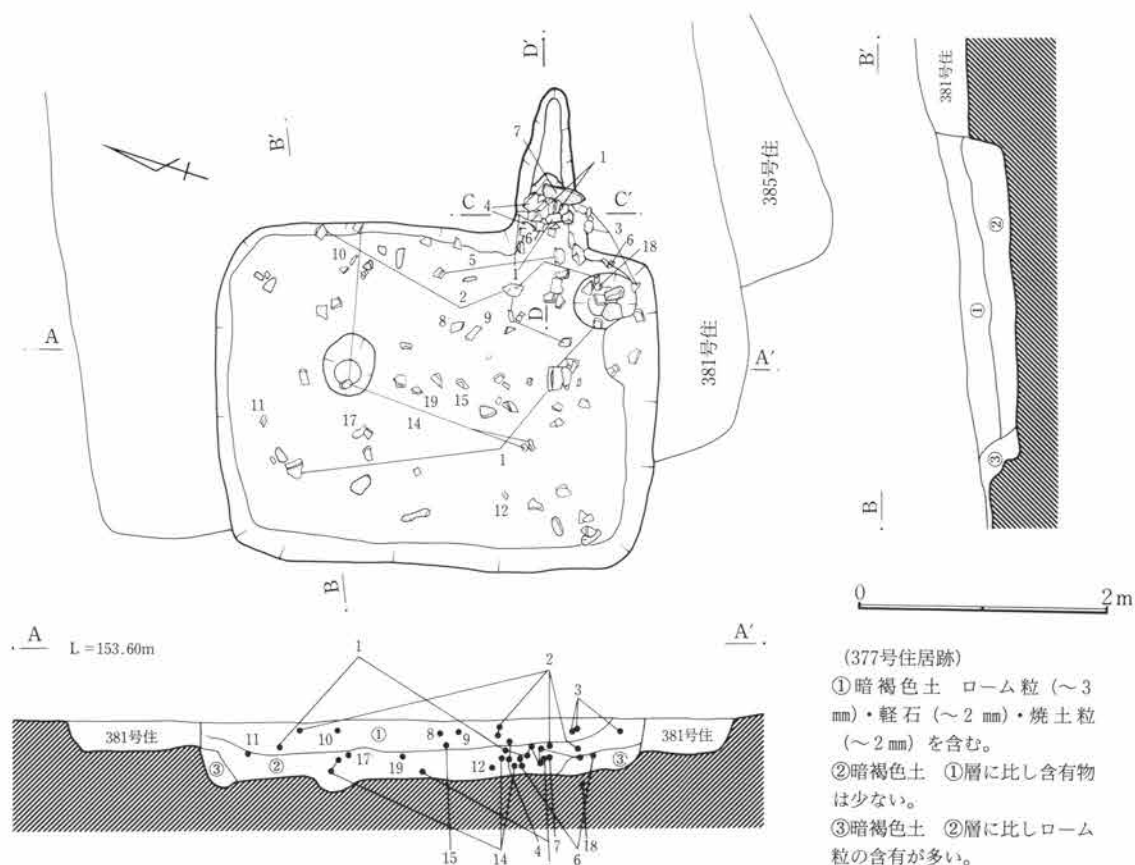 D'
B'
7
1
C
C'
4
3
10
5
6
6
18
2
1
D
8
9
A
A'
11
19
15
17
14
1
12
B
381号住
385号住
B'
381号住
②
①
③
B
0
2m
A
L=153.60m
A'
1
2
3
381号住
11
10
①
8
9
381号住
③
②
17
19
12
③
15
14
4
7
6
18
(377号住居跡)
①暗褐色土 ローム粒(~3
mm)・軽石(~2mm)・焼土粒
(~2mm)を含む。
②暗褐色土 ①層に比し含有物
は少ない。
③暗褐色土 ②層に比しローム
粒の含有が多い。